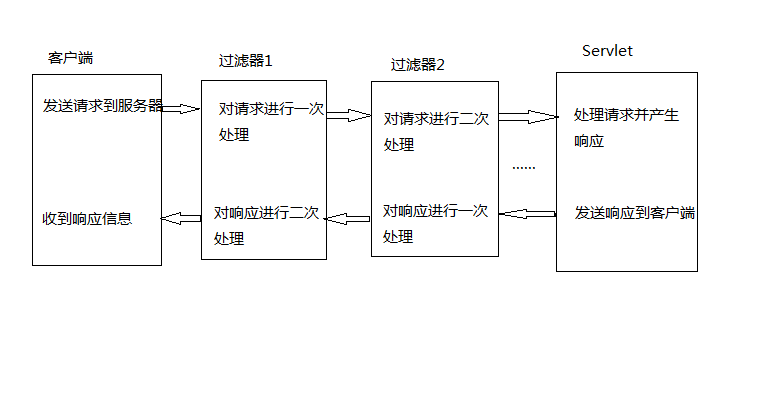 客户端
过滤器1
过滤器2
Servlet
发送请求到服务器
对请求进行一次
处理
对请求进行二次
处理
处理请求并产生
响应
......
收到响应信息
对响应进行二次
处理
对响应进行一次
处理
发送响应到客户端